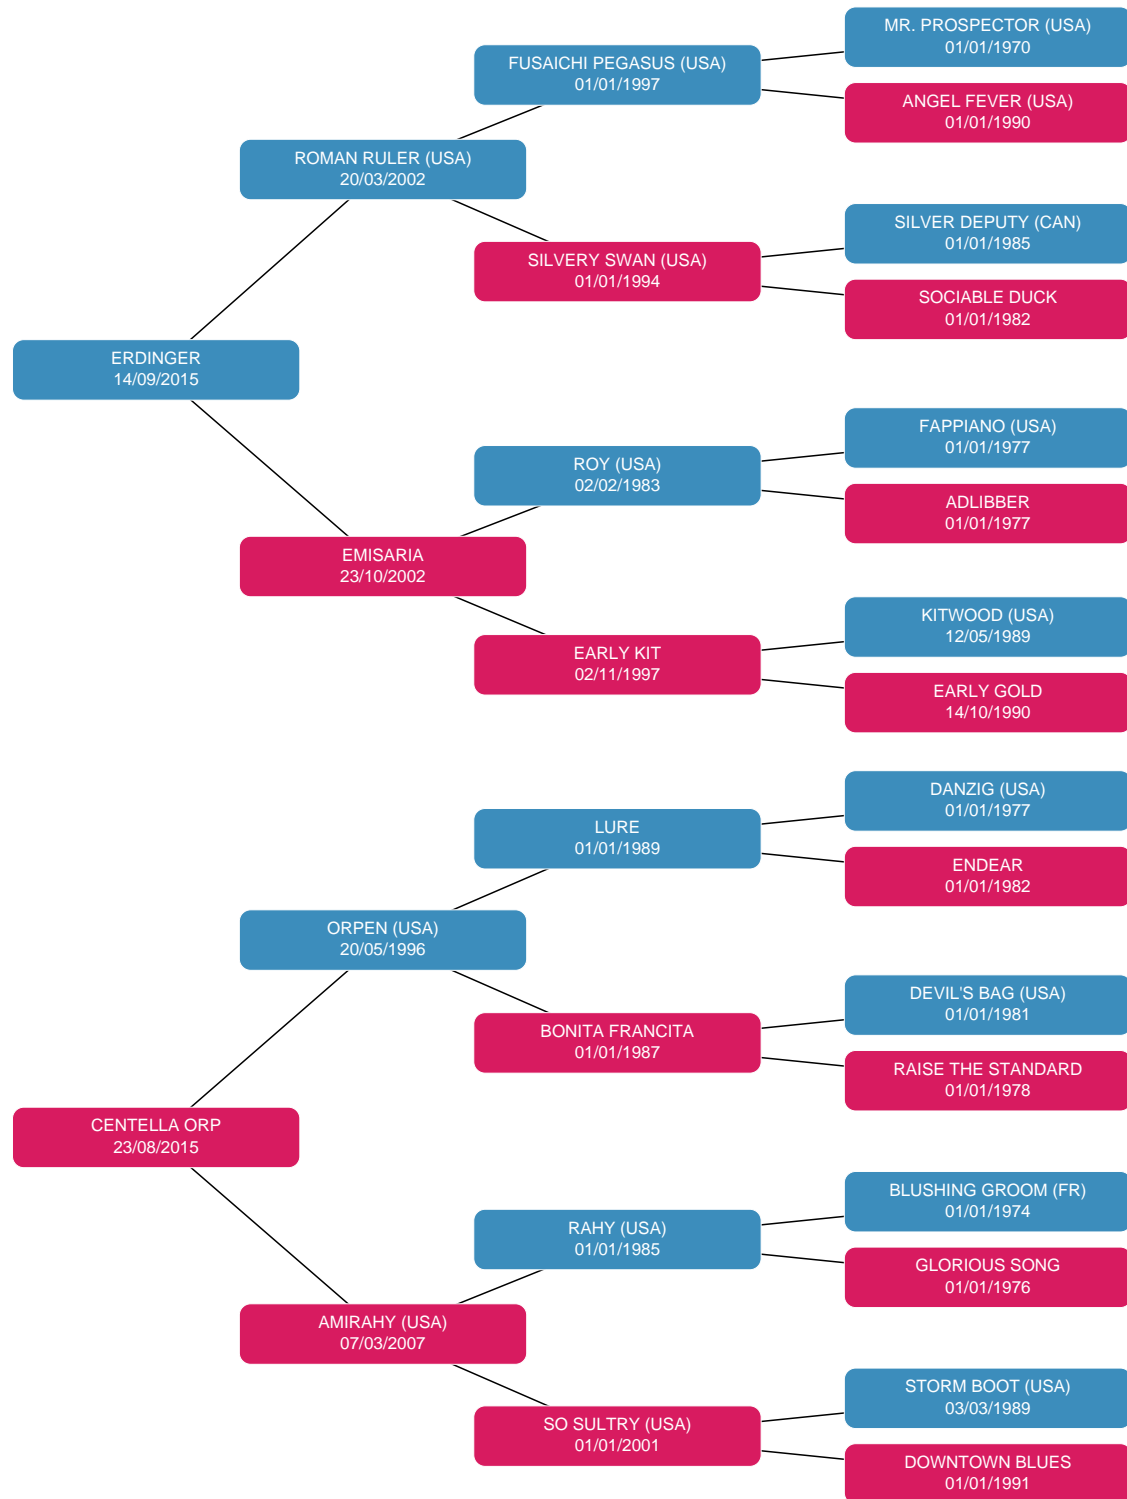 MR. PROSPECTOR (USA)
01/01/1970
FUSAICHI PEGASUS (USA)
01/01/1997
ANGEL FEVER (USA)
01/01/1990
ROMAN RULER (USA)
20/03/2002
SILVER DEPUTY (CAN)
01/01/1985
SILVERY SWAN (USA)
01/01/1994
SOCIABLE DUCK
01/01/1982
ERDINGER
14/09/2015
FAPPIANO (USA)
01/01/1977
ROY (USA)
02/02/1983
ADLIBBER
01/01/1977
EMISARIA
23/10/2002
KITWOOD (USA)
12/05/1989
EARLY KIT
02/11/1997
EARLY GOLD
14/10/1990
DANZIG (USA)
01/01/1977
LURE
01/01/1989
ENDEAR
01/01/1982
ORPEN (USA)
20/05/1996
DEVIL'S BAG (USA)
01/01/1981
BONITA FRANCITA
01/01/1987
RAISE THE STANDARD
01/01/1978
CENTELLA ORP
23/08/2015
BLUSHING GROOM (FR)
01/01/1974
RAHY (USA)
01/01/1985
GLORIOUS SONG
01/01/1976
AMIRAHY (USA)
07/03/2007
STORM BOOT (USA)
03/03/1989
SO SULTRY (USA)
01/01/2001
DOWNTOWN BLUES
01/01/1991